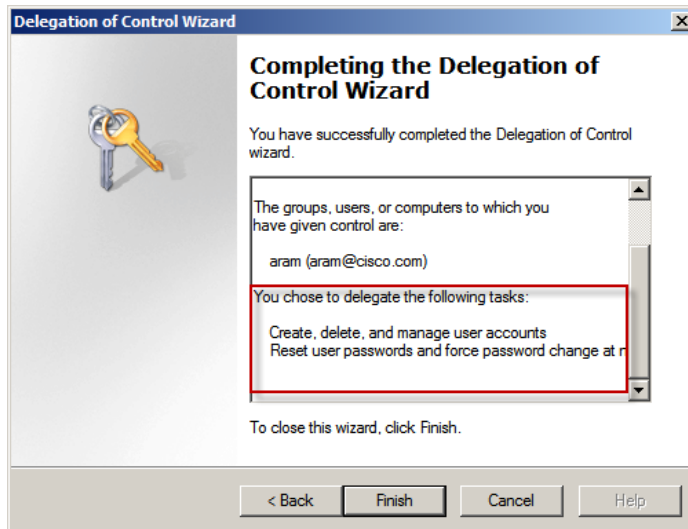 Delegation of Control Wizard
Completing the Delegation of
Control Wizard
You have successfully completed the Delegation of Control
wizard.
The groups, users, or computers to which you
have given control are:
aram (aram@cisco.com)
You chose to delegate the following tasks:
Create, delete, and manage user accounts
Reset user passwords and force password change at n
To close this wizard, click Finish.
< Back Finish Cancel Help